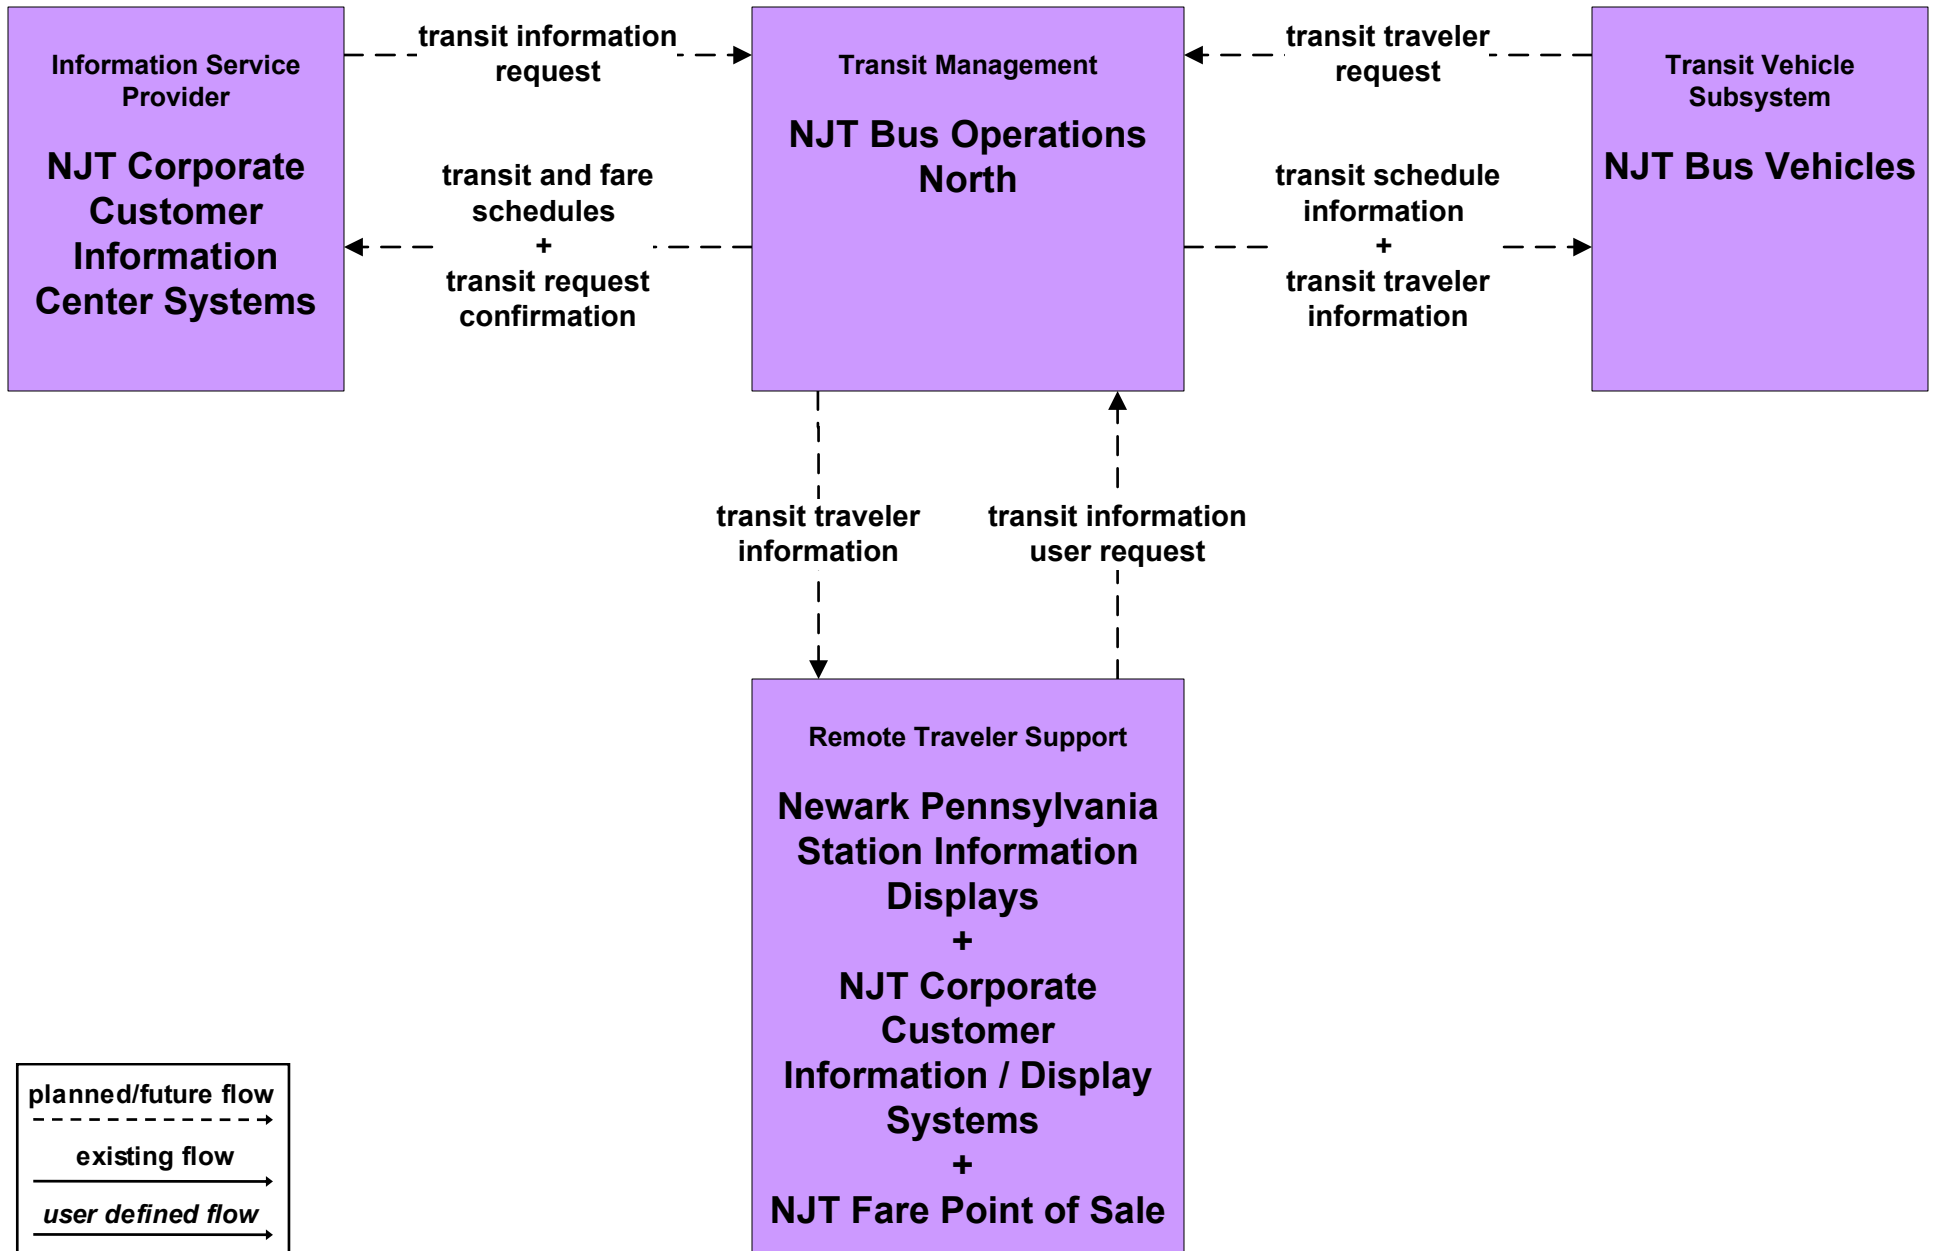 Information Service
Provider
NJT Corporate
Customer
Information
Center Systems
transit information
request
transit and fare
schedules
+
transit request
confirmation
Transit Management
NJT Bus Operations
North
transit traveler
request
transit schedule
information
+
transit traveler
information
Transit Vehicle
Subsystem
NJT Bus Vehicles
transit traveler
information
transit information
user request
Remote Traveler Support
Newark Pennsylvania
Station Information
Displays
+
NJT Corporate
Customer
Information / Display
Systems
+
NJT Fare Point of Sale
planned/future flow
existing flow
user defined flow